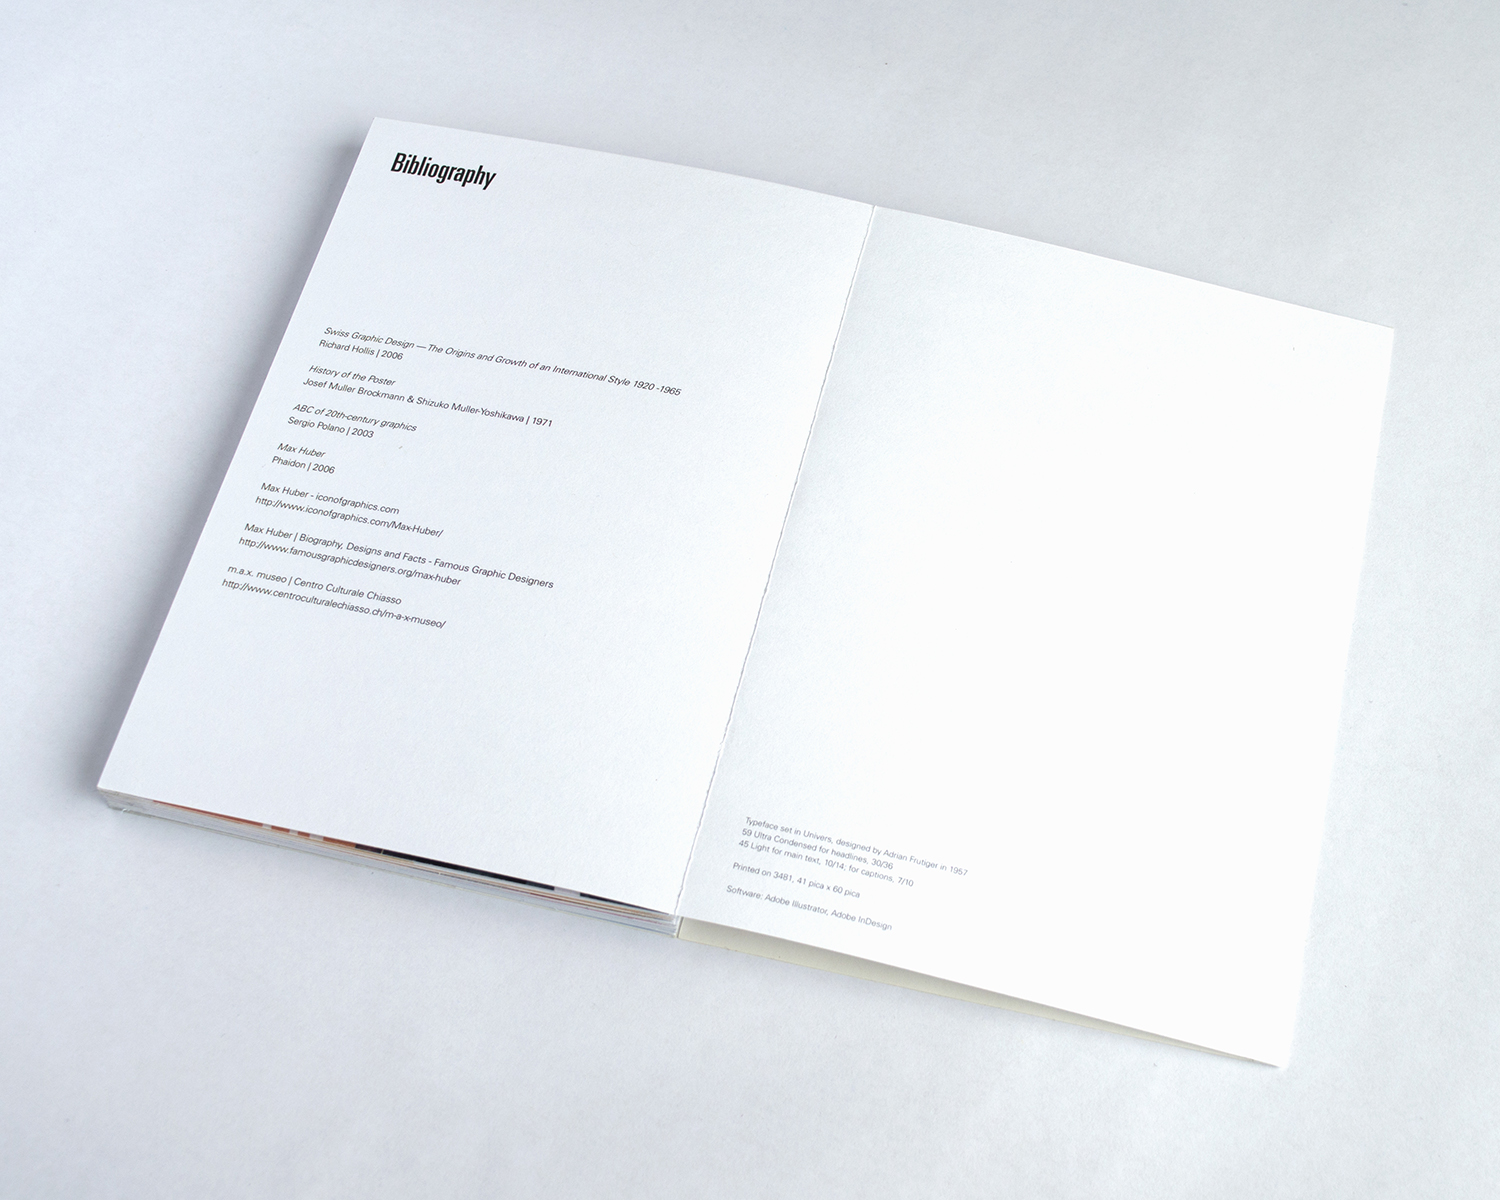 Bibliography
Swiss Graphic Design — The Origins and Growth of an International Style 1920 -1965
Richard Hollis | 2006
History of the Poster
Josef Muller Brockmann & Shizuko Muller-Yoshikawa | 1971
ABC of 20th-century graphics
Sergio Polano | 2003
Max Huber
Phaidon | 2006
Max Huber - iconofgraphics.com
http://www.iconofgraphics.com/Max-Huber/
Max Huber | Biography, Designs and Facts - Famous Graphic Designers
http://www.famousgraphicdesigners.org/max-huber
m.a.x. museo | Centro Culturale Chiasso
http://www.centroculturalechiasso.ch/m-a-x-museo/
Typeface set in Univers, designed by Adrian Frutiger in 1957
59 Ultra Condensed for headlines, 30/36
45 Light for main text, 10/14, for captions, 7/10
Printed on 3481, 41 pica x 60 pica
Software: Adobe Illustrator, Adobe InDesign